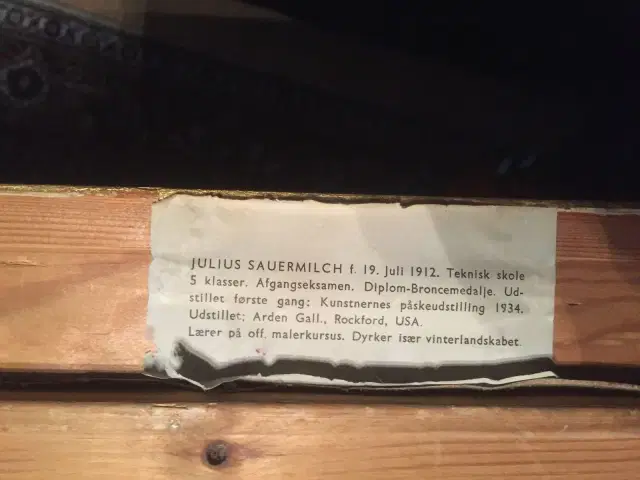 JULIUS SAUERMILCH f. 19. Juli 1912. Teknisk skole
5 klasser. Afgangseksamen. Diplom-Broncemedalje. Ud-
stillet første gang: Kunstnernes påskeudstilling 1934.
Udstillet: Arden Gall., Rockford, USA.
Lærer på off. malerkursus. Dyrker især vinterlandskabet.